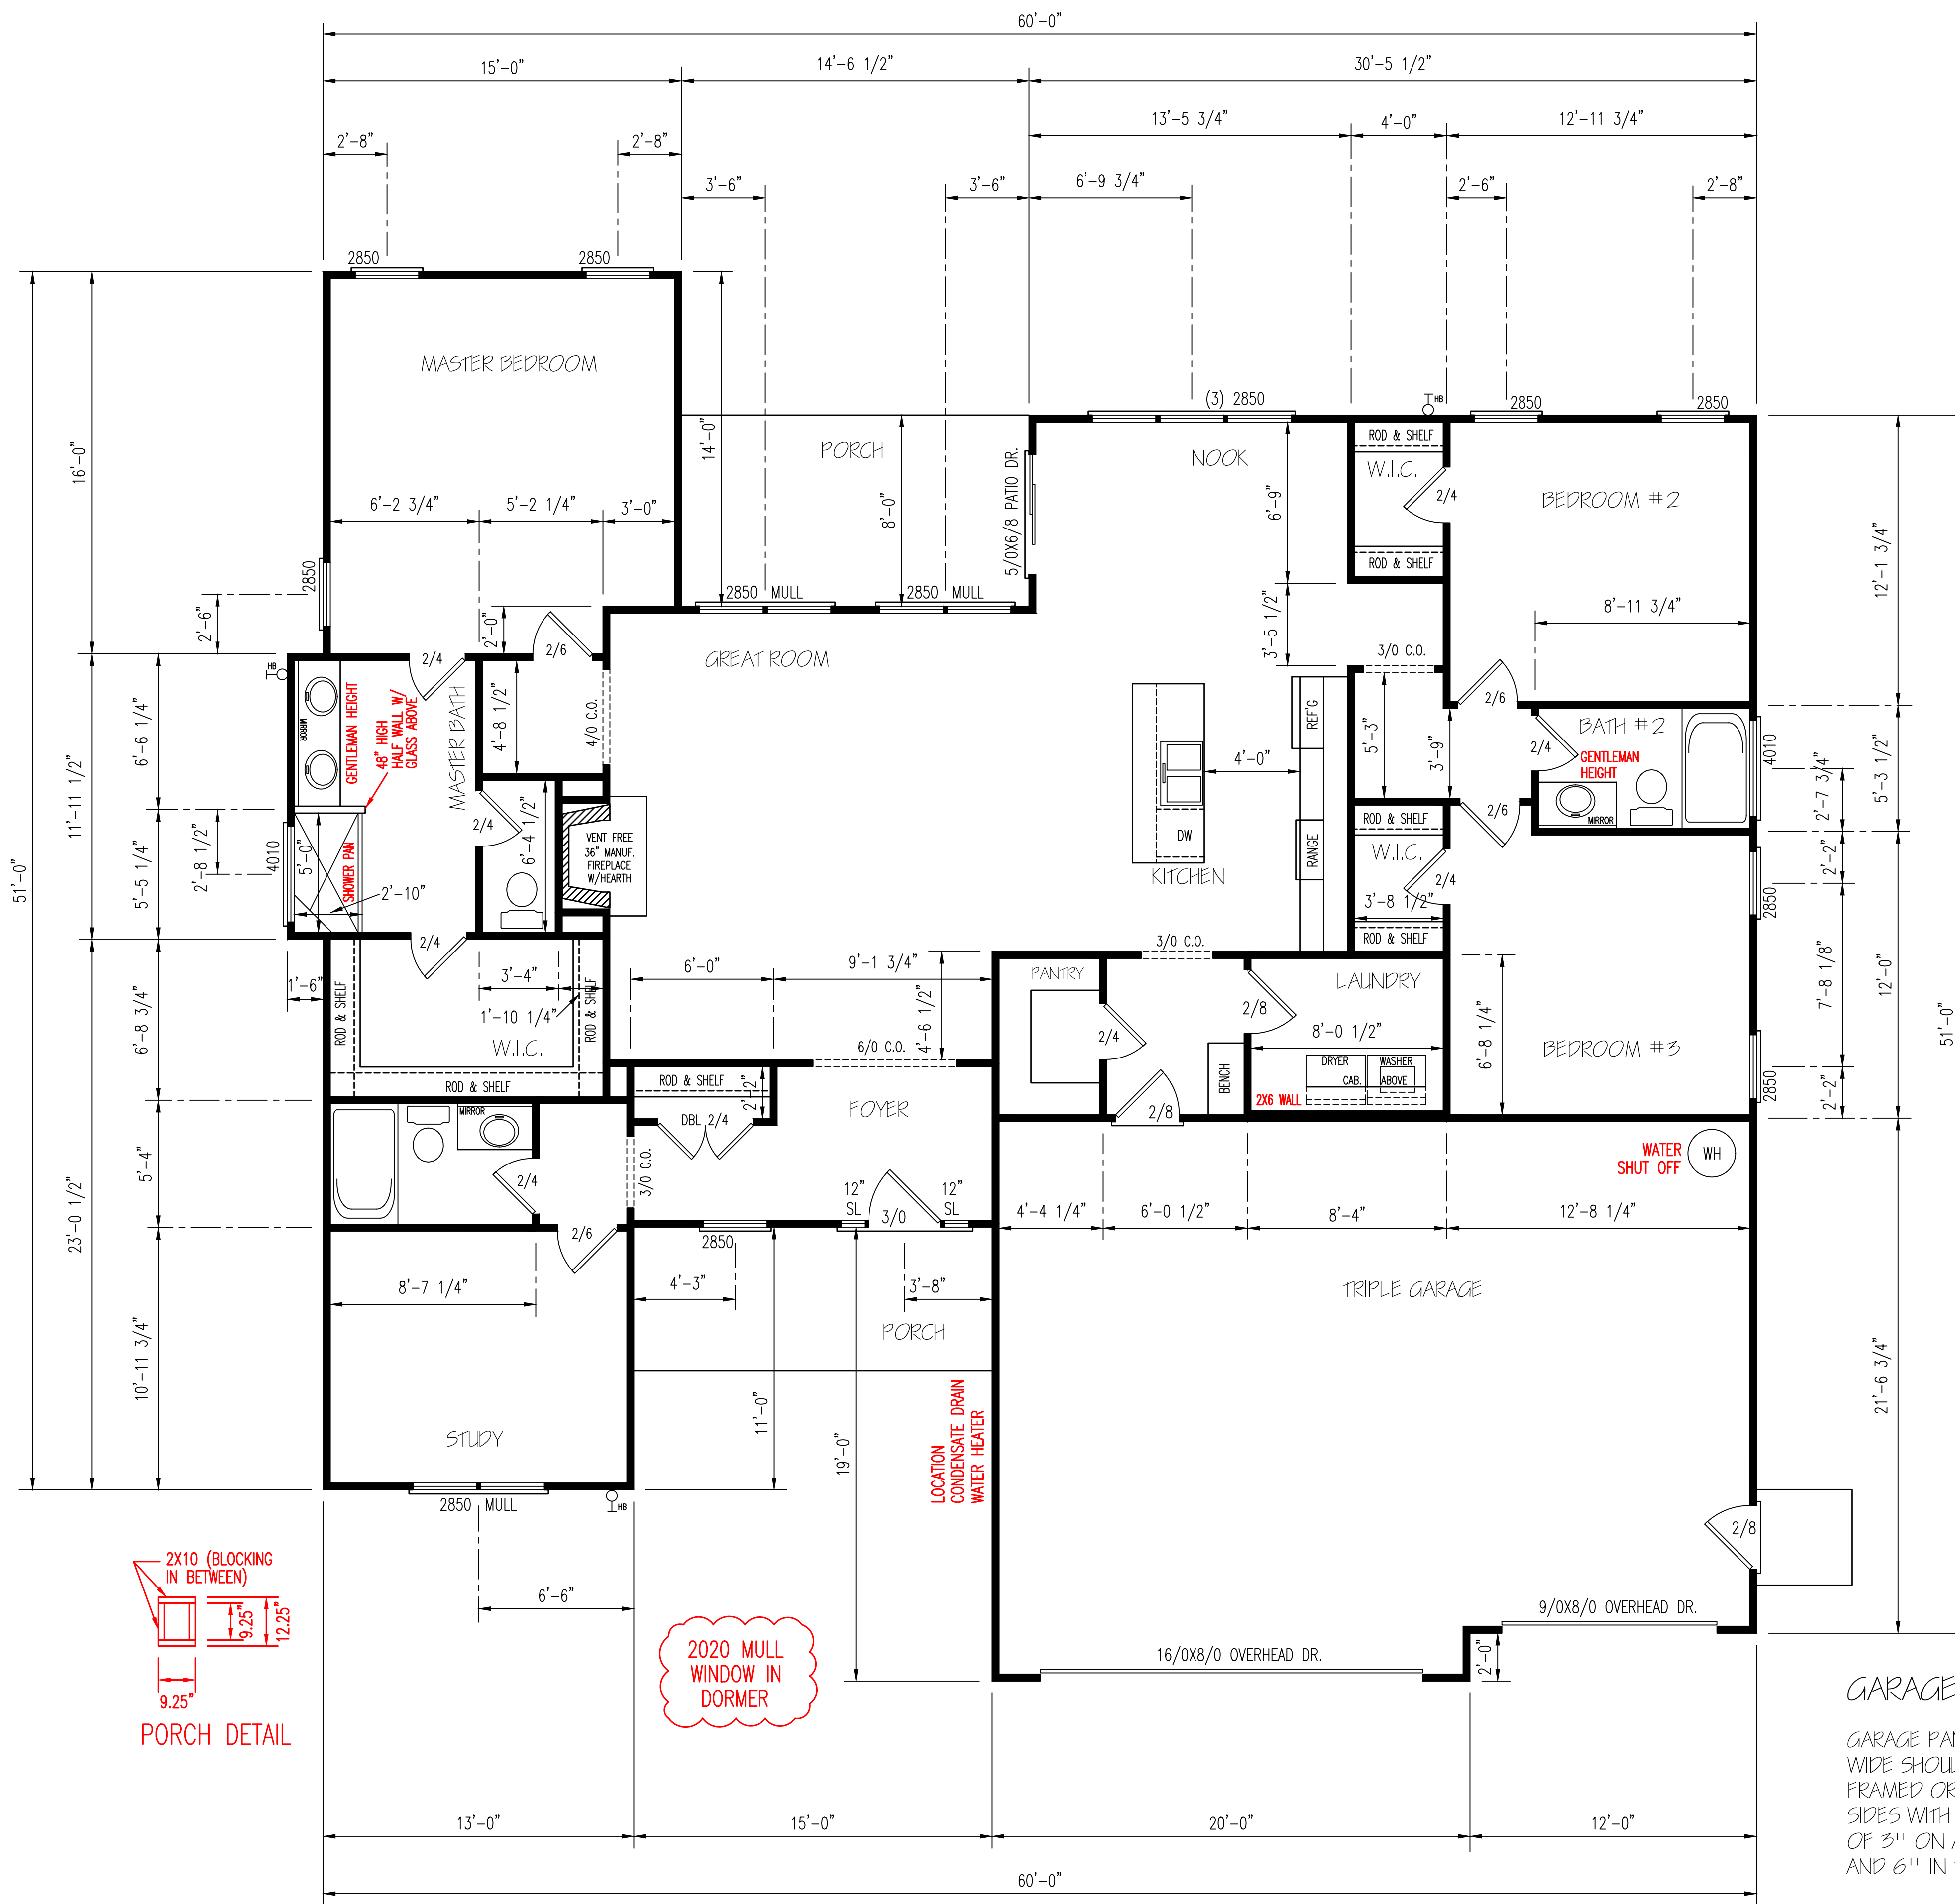 60'-0"
15'-0"
14'-6 1/2"
30'-5 1/2"
13'-5 3/4"
4'-0"
12'-11 3/4"
2'-8"
2'-8"
3'-6"
3'-6"
6'-9 3/4"
2'-6"
2'-8"
2850
2850
(3) 2850
HB
2850
2850
MASTER BEDROOM
14'-0"
PORCH
8'-0"
5/0X6/8 PATIO DR.
NOOK
6'-9"
ROD & SHELF
W.I.C.
2/4
ROD & SHELF
BEDROOM #2
12'-1 3/4"
16'-0"
51'-0"
6'-2 3/4"
5'-2 1/4"
3'-0"
2850
2'-6"
2'-0"
2850 MULL
2850 MULL
3'-5 1/2"
8'-11 3/4"
HB
2/4
2/6
GREAT ROOM
3/0 C.O.
2/6
MIRROR
GENTLEMAN HEIGHT
48" HIGH
HALF WALL W/
GLASS ABOVE
MASTER BATH
4'-8 1/2"
4/0 C.O.
6'-6 1/4"
11'-11 1/2"
REF'G
5'-3"
3'-9"
2/4
BATH #2
GENTLEMAN
HEIGHT
MIRROR
4010
2'-7 3/4"
5'-3 1/2"
4'-0"
DW
RANGE
KITCHEN
2/6
2'-8 1/2"
5'-5 1/4"
4010
5'-0"
SHOWER PAN
2'-10"
2/4
6'-4 1/2"
VENT FREE
36" MANUF.
FIREPLACE
W/HEARTH
ROD & SHELF
W.I.C.
2/4
3'-8 1/2"
ROD & SHELF
2850
2'-2"
7'-8 1/8"
12'-0"
51'-0"
2/4
1'-6"
3'-4"
1'-10 1/4"
ROD & SHELF
ROD & SHELF
W.I.C.
ROD & SHELF
6'-8 3/4"
6'-0"
9'-1 3/4"
4'-6 1/2"
6/0 C.O.
3/0 C.O.
PANTRY
2/4
2/8
LAUNDRY
8'-0 1/2"
DRYER
WASHER
CAB.
ABOVE
2X6 WALL
BENCH
2/8
6'-8 1/4"
BEDROOM #3
2850
2'-2"
MIRROR
2/4
3/0 C.O.
ROD & SHELF
DBL 2/4
2'-2"
FOYER
5'-4"
23'-0 1/2"
12"
SL
3/0
12"
SL
2850
WATER
SHUT OFF
WH
4'-4 1/4"
6'-0 1/2"
8'-4"
12'-8 1/4"
2/6
8'-7 1/4"
4'-3"
3'-8"
PORCH
TRIPLE GARAGE
21'-6 3/4"
10'-11 3/4"
STUDY
11'-0"
19'-0"
LOCATION
CONDENSATE DRAIN
WATER HEATER
2850 MULL
HB
2/8
2X10 (BLOCKING
IN BETWEEN)
9.25"
12.25"
9.25"
PORCH DETAIL
6'-6"
2020 MULL
WINDOW IN
DORMER
16/0X8/0 OVERHEAD DR.
9/0X8/0 OVERHEAD DR.
2'-0"
GARAGE
GARAGE
WIDE
FRAMED OR
SIDES WITH
OF 3" ON
AND 6" IN
13'-0"
15'-0"
20'-0"
12'-0"
60'-0"